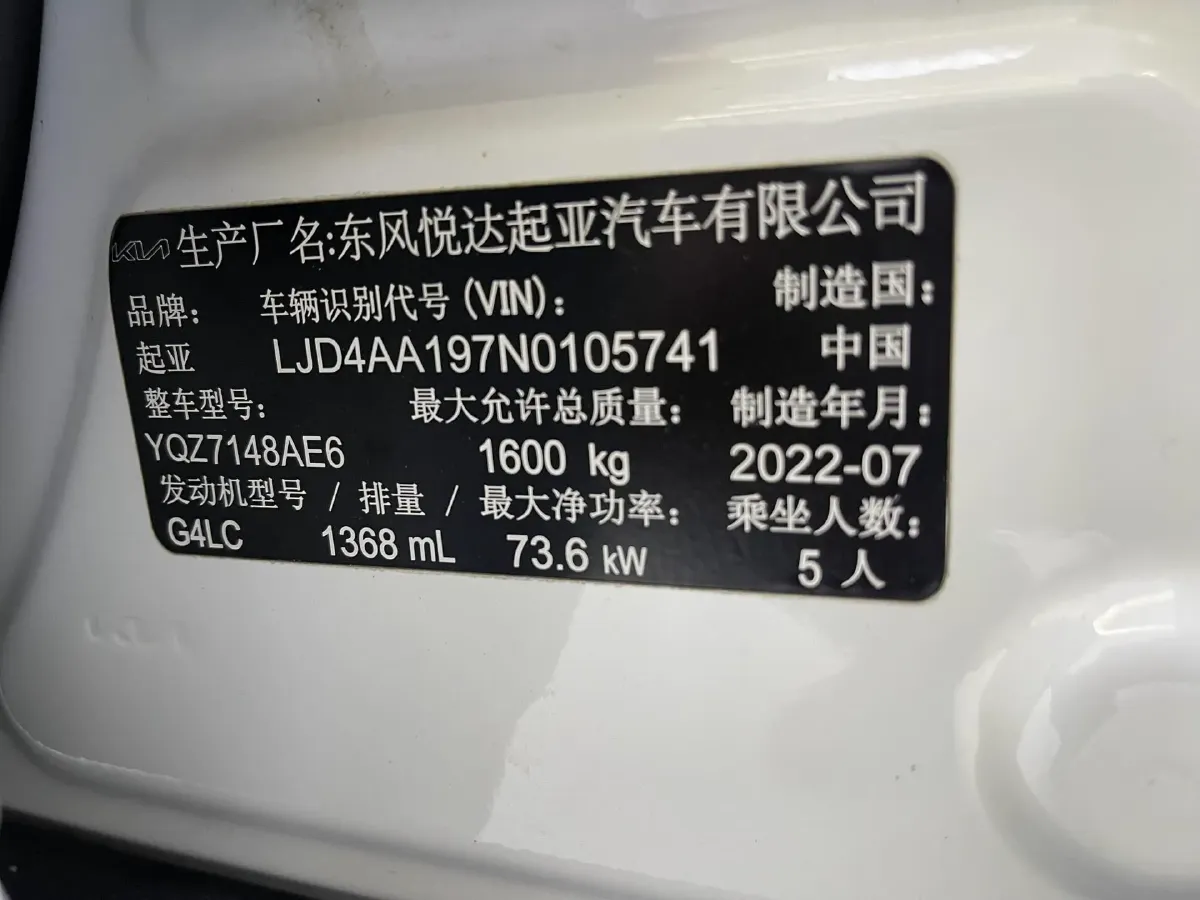 KIA 生产厂名:东风悦达起亚汽车有限公司
品牌: 车辆识别代号(VIN): 制造国:
起亚 LJD4AA197N0105741 中国
整车型号: 最大允许总质量: 制造年月:
YQZ7148AE6 1600 kg 2022-07
发动机型号 / 排量 / 最大净功率: 乘坐人数:
G4LC 1368 mL 73.6 kW 5 人